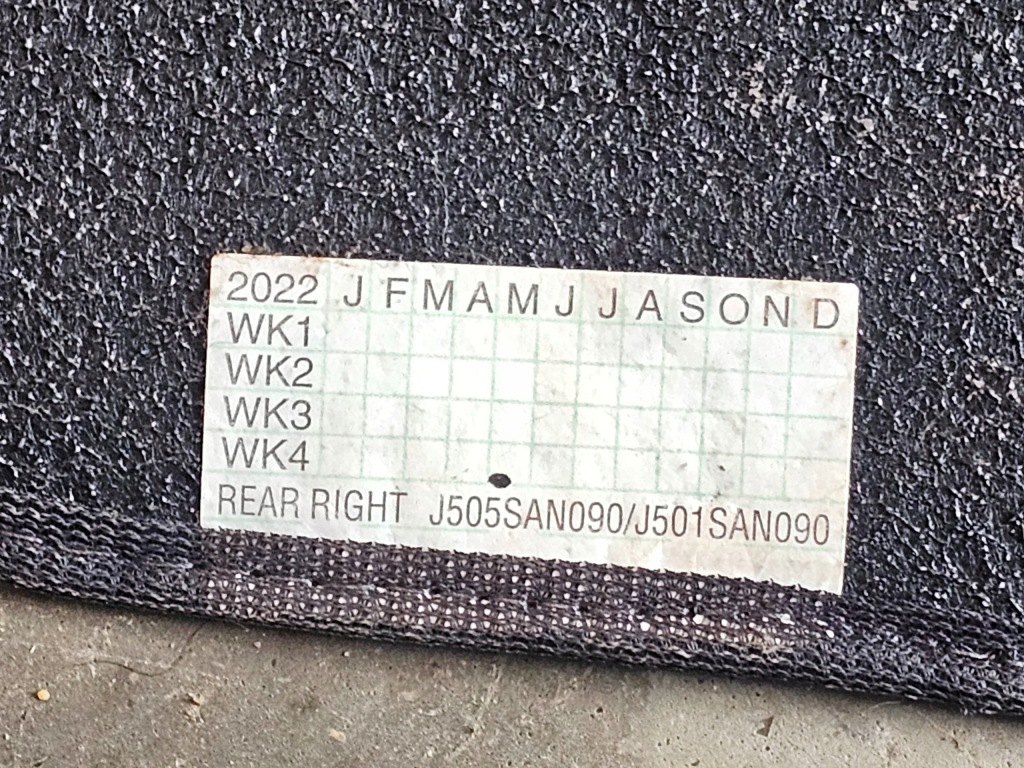 2022 J F M A M J J A S O N D
WK1
WK2
WK3
WK4
REAR RIGHT J505SAN090/J501SAN090